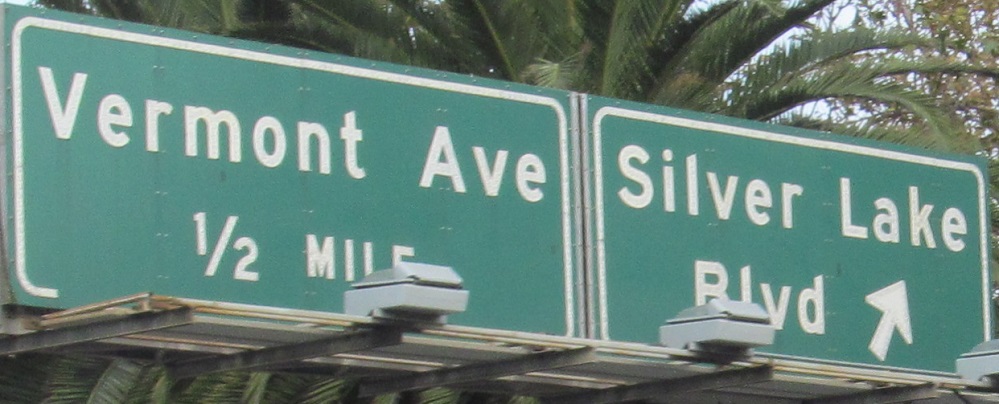 Vermont Ave
1/2 MILE
Silver Lake
Blvd